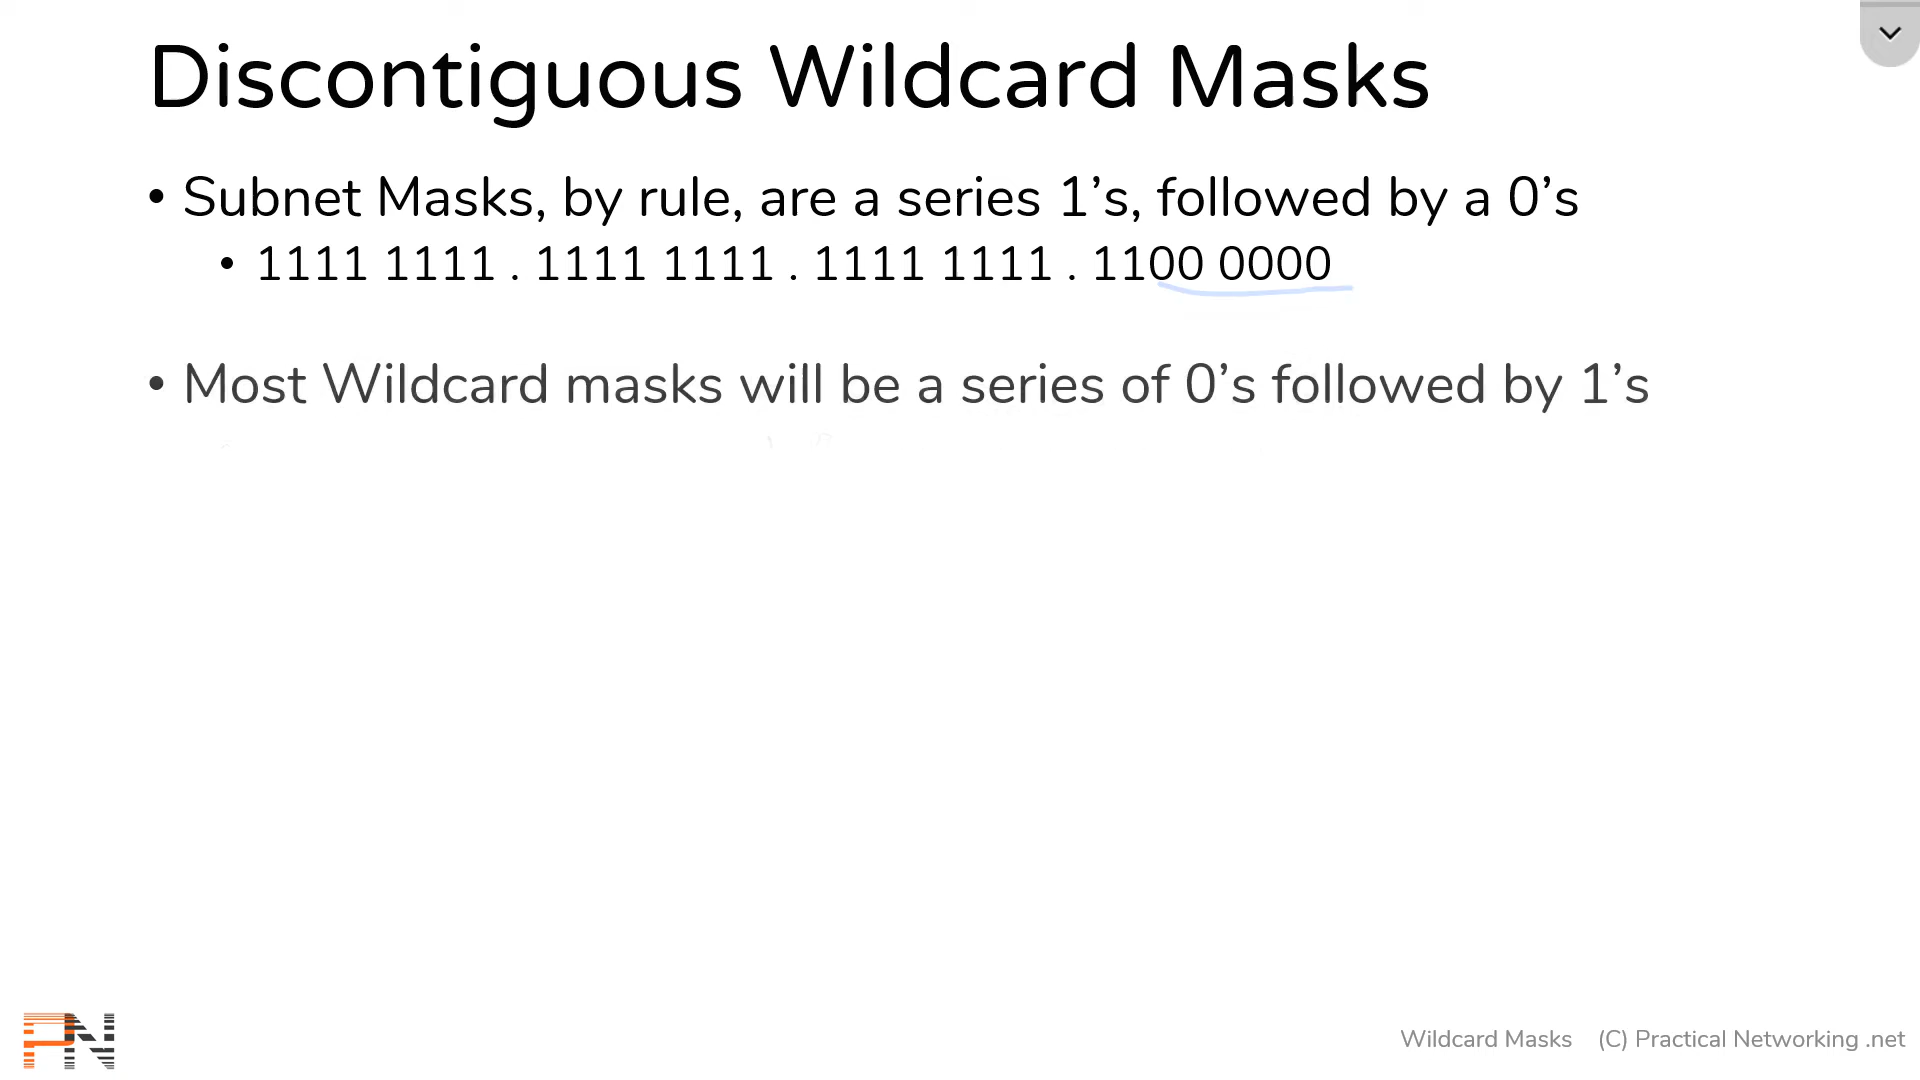 Discontiguous Wildcard Masks
• Subnet Masks, by rule, are a series 1’s, followed by a 0’s
• 1111 1111 . 1111 1111 . 1111 1111 . 1100 0000
• Most Wildcard masks will be a series of 0’s followed by 1’s
PN
Wildcard Masks (C) Practical Networking .net